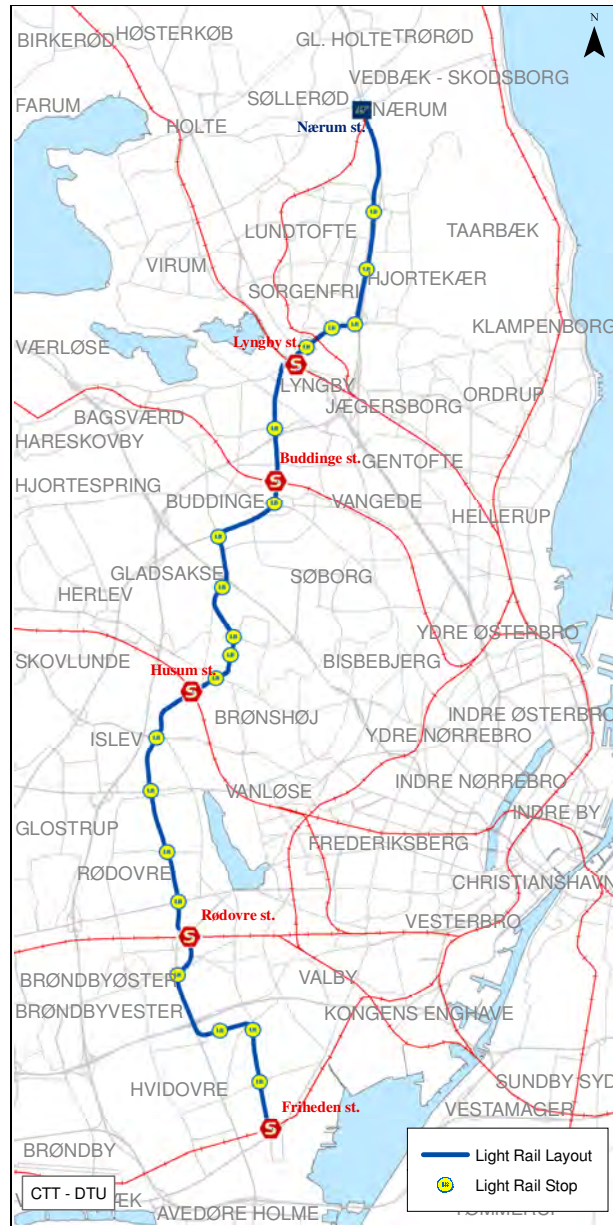 N
HØSTERKØB
GL. HOLTE
TRØRØD
BIRKERØD
VEDBÆK - SKODSBORG
FARUM
SØLLERØD
NÆRUM
HOLTE
Nærum st.
LUNDTOFTE
TAARBÆK
VIRUM
HJORTEKÆR
SORGENFRI
KLAMPENBORG
VÆRLØSE
Lyngby st.
LYNGBY
ORDRUP
JÆGERSBORG
BAGSVÆRD
HARESKOVBY
Buddinge st.
GENTOFTE
HJORTESPRING
BUDDINGE
VANGEDE
HELLERUP
GLADSAKSE
SØBORG
HERLEV
YDRE ØSTERBRO
SKOVLUNDE
Husum st.
BISBEBJERG
BRØNSHØJ
INDRE ØSTERBRO
ISLEV
YDRE NØRREBRO
INDRE NØRREBRO
VANLØSE
INDRE BY
GLOSTRUP
FREDERIKSBERG
RØDOVRE
CHRISTIANSHAVN
Rødovre st.
VESTERBRO
BRØNDBYØSTER
VALBY
BRØNDBYVESTER
KONGENS ENGHAVE
HVIDOVRE
SUNDBY SYD
Friheden st.
VESTAMAGER
BRØNDBY
Light Rail Layout
CTT - DTU
Light Rail Stop
AVEDØRE HOLME